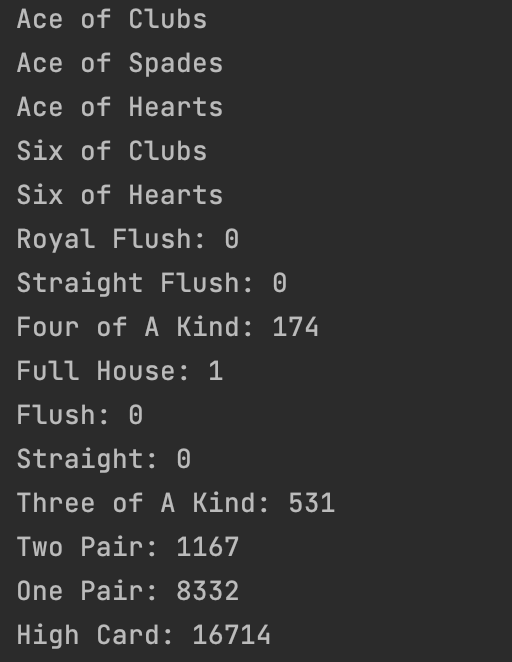 Ace of Clubs
Ace of Spades
Ace of Hearts
Six of Clubs
Six of Hearts
Royal Flush: 0
Straight Flush: 0
Four of A Kind: 174
Full House: 1
Flush: 0
Straight: 0
Three of A Kind: 531
Two Pair: 1167
One Pair: 8332
High Card: 16714